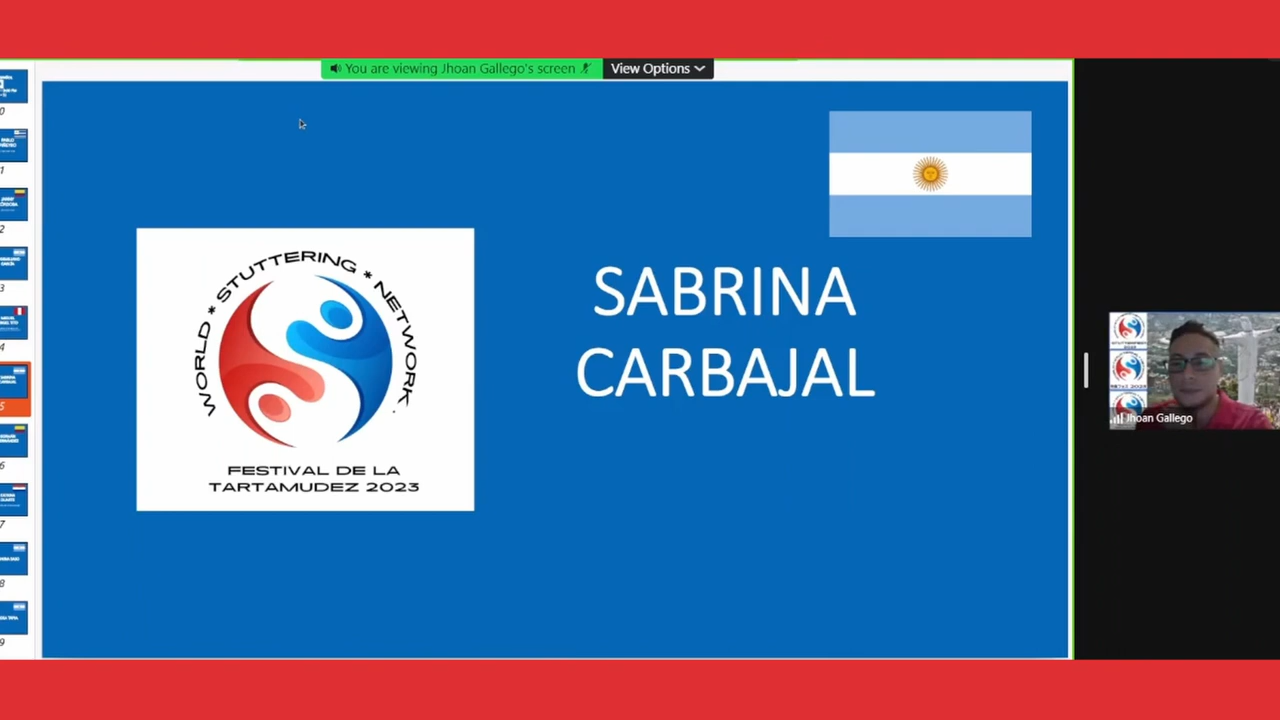 You are viewing Jhoan Gallego's screen
View Options
WORLD * STUTTERING * NETWORK.
FESTIVAL DE LA
TARTAMUDEZ 2023
SABRINA
CARBAJAL
Jhoan Gallego